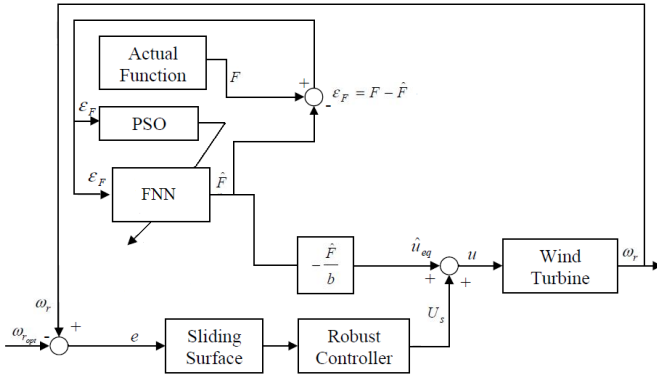 Actual
Function
F
+
-
ε_F = F - F̂
ε_F
PSO
ε_F
FNN
F̂
- F̂ / b
û_eq
+
+
u
Wind
Turbine
ω_r
U_s
ω_r
+
ω_r_opt
-
e
Sliding
Surface
Robust
Controller